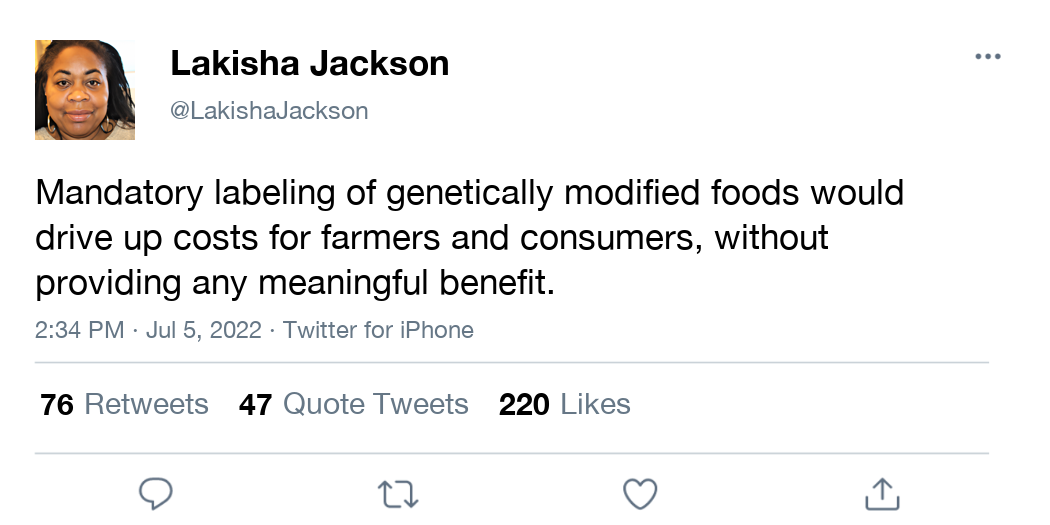 Lakisha Jackson
@LakishaJackson
Mandatory labeling of genetically modified foods would
drive up costs for farmers and consumers, without
providing any meaningful benefit.
2:34 PM · Jul 5, 2022 · Twitter for iPhone
76 Retweets 47 Quote Tweets 220 Likes